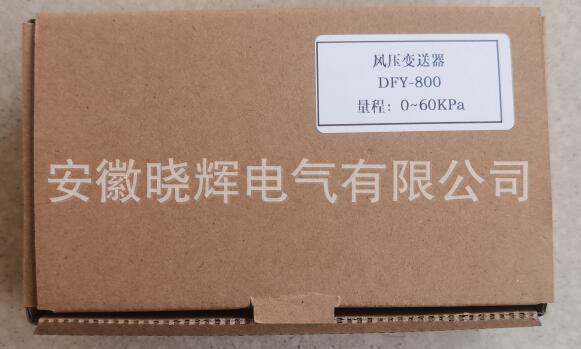 风压变送器
DFY-800
量程：0~60KPa
安徽晓辉电气有限公司